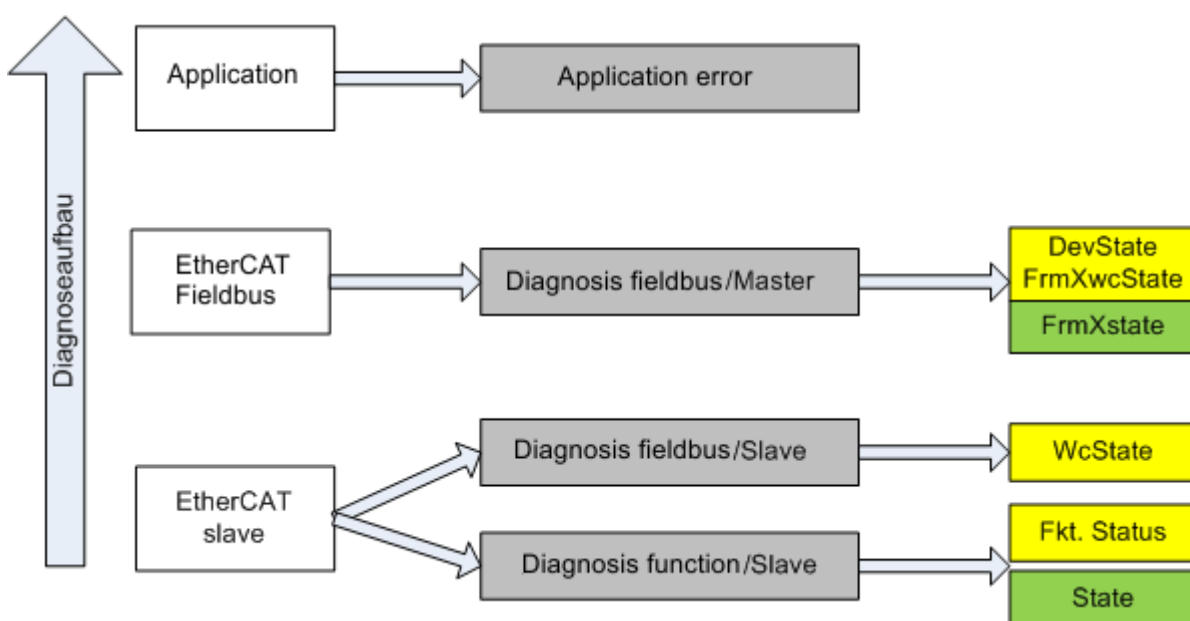 Application
Application error
Diagnoseaufbau
EtherCAT
Fieldbus
Diagnosis fieldbus/Master
DevState
FrmXwcState
FrmXstate
EtherCAT
slave
Diagnosis fieldbus/Slave
WcState
Diagnosis function/Slave
Fkt. Status
State